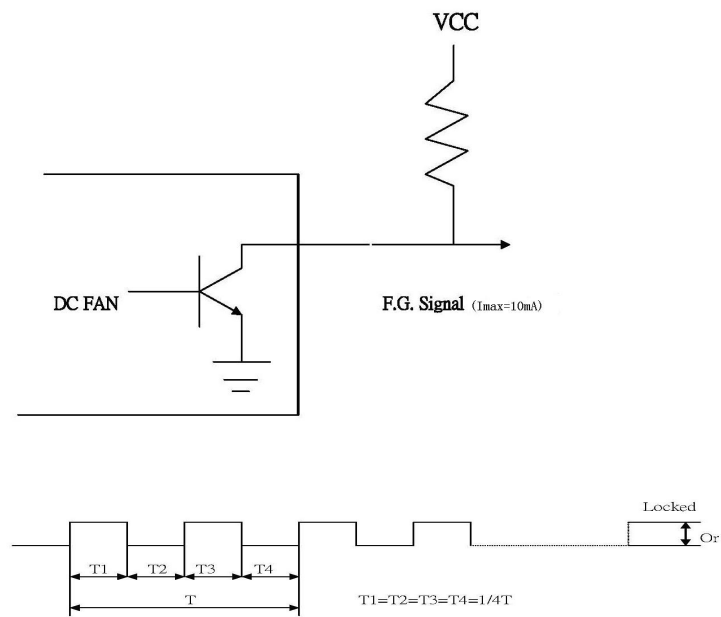 VCC
DC FAN
F.G. Signal (Imax=10mA)
Locked
Or
T1 T2 T3 T4
T
T1=T2=T3=T4=1/4T